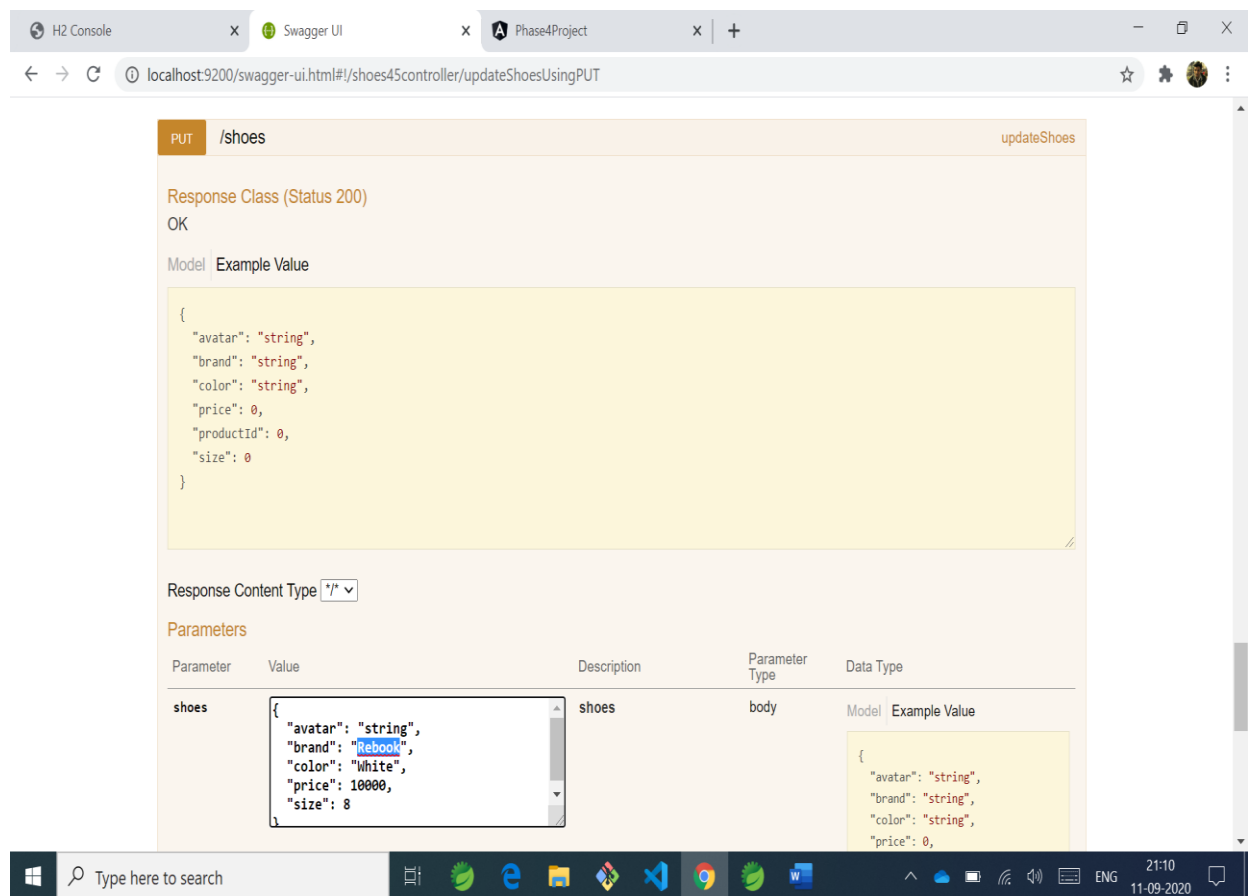 H2 Console
Swagger UI
Phase4Project
localhost:9200/swagger-ui.html#!/shoes45controller/updateShoesUsingPUT
PUT /shoes updateShoes
Response Class (Status 200)
OK
Model Example Value
{
"avatar": "string",
"brand": "string",
"color": "string",
"price": 0,
"productId": 0,
"size": 0
}
Response Content Type */*
Parameters
Parameter Value Description Parameter Type Data Type
shoes
{
"avatar": "string",
"brand": "Rebook",
"color": "White",
"price": 10000,
"size": 8
}
shoes
body
Model Example Value
{
"avatar": "string",
"brand": "string",
"color": "string",
"price": 0,
Type here to search
W
ENG
21:10
11-09-2020